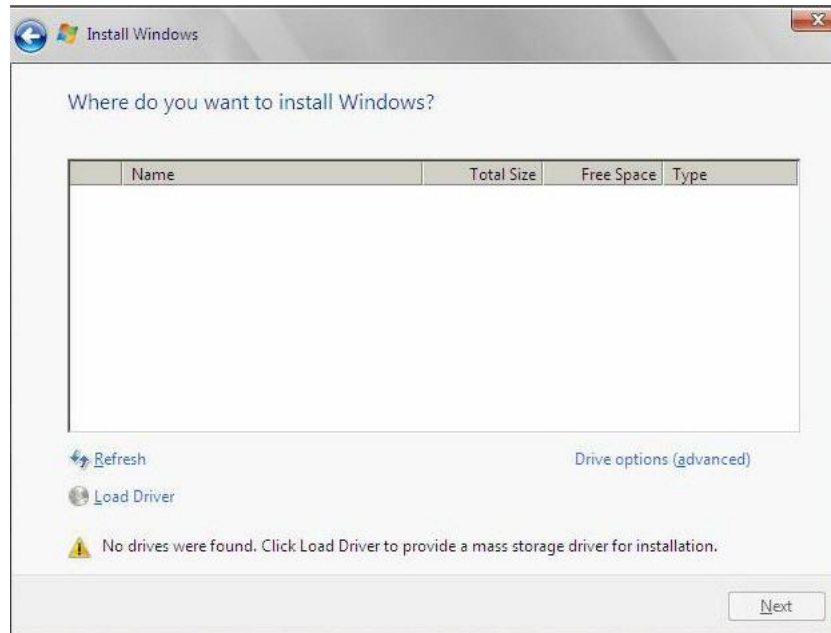 Install Windows
Where do you want to install Windows?
Name Total Size Free Space Type
Refresh Drive options (advanced)
Load Driver
No drives were found. Click Load Driver to provide a mass storage driver for installation.
Next